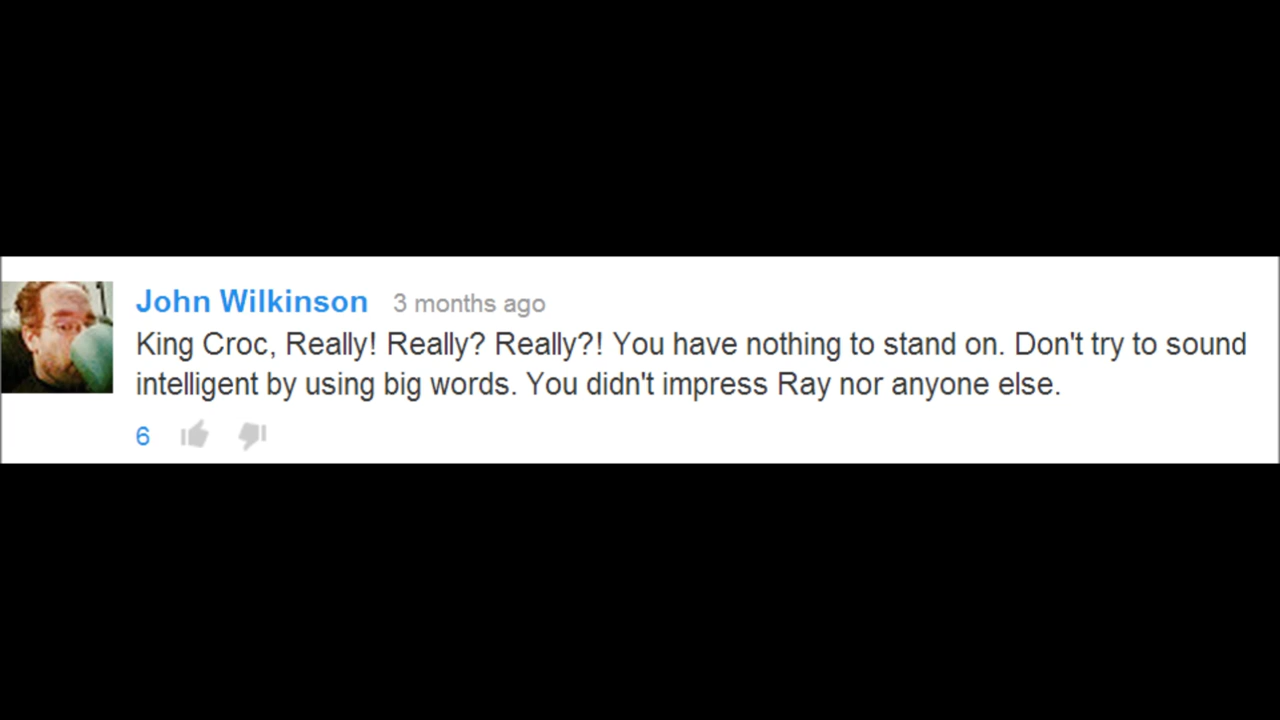 John Wilkinson 3 months ago
King Croc, Really! Really? Really?! You have nothing to stand on. Don't try to sound
intelligent by using big words. You didn't impress Ray nor anyone else.
6